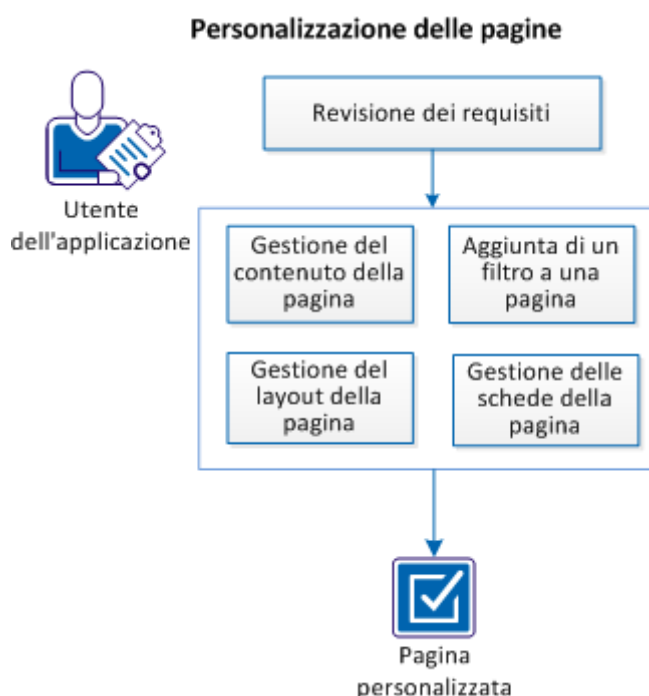 Personalizzazione delle pagine
Revisione dei requisiti
Utente
dell'applicazione
Gestione del
contenuto della
pagina
Aggiunta di un
filtro a una
pagina
Gestione del
layout della
pagina
Gestione delle
schede della
pagina
Pagina
personalizzata